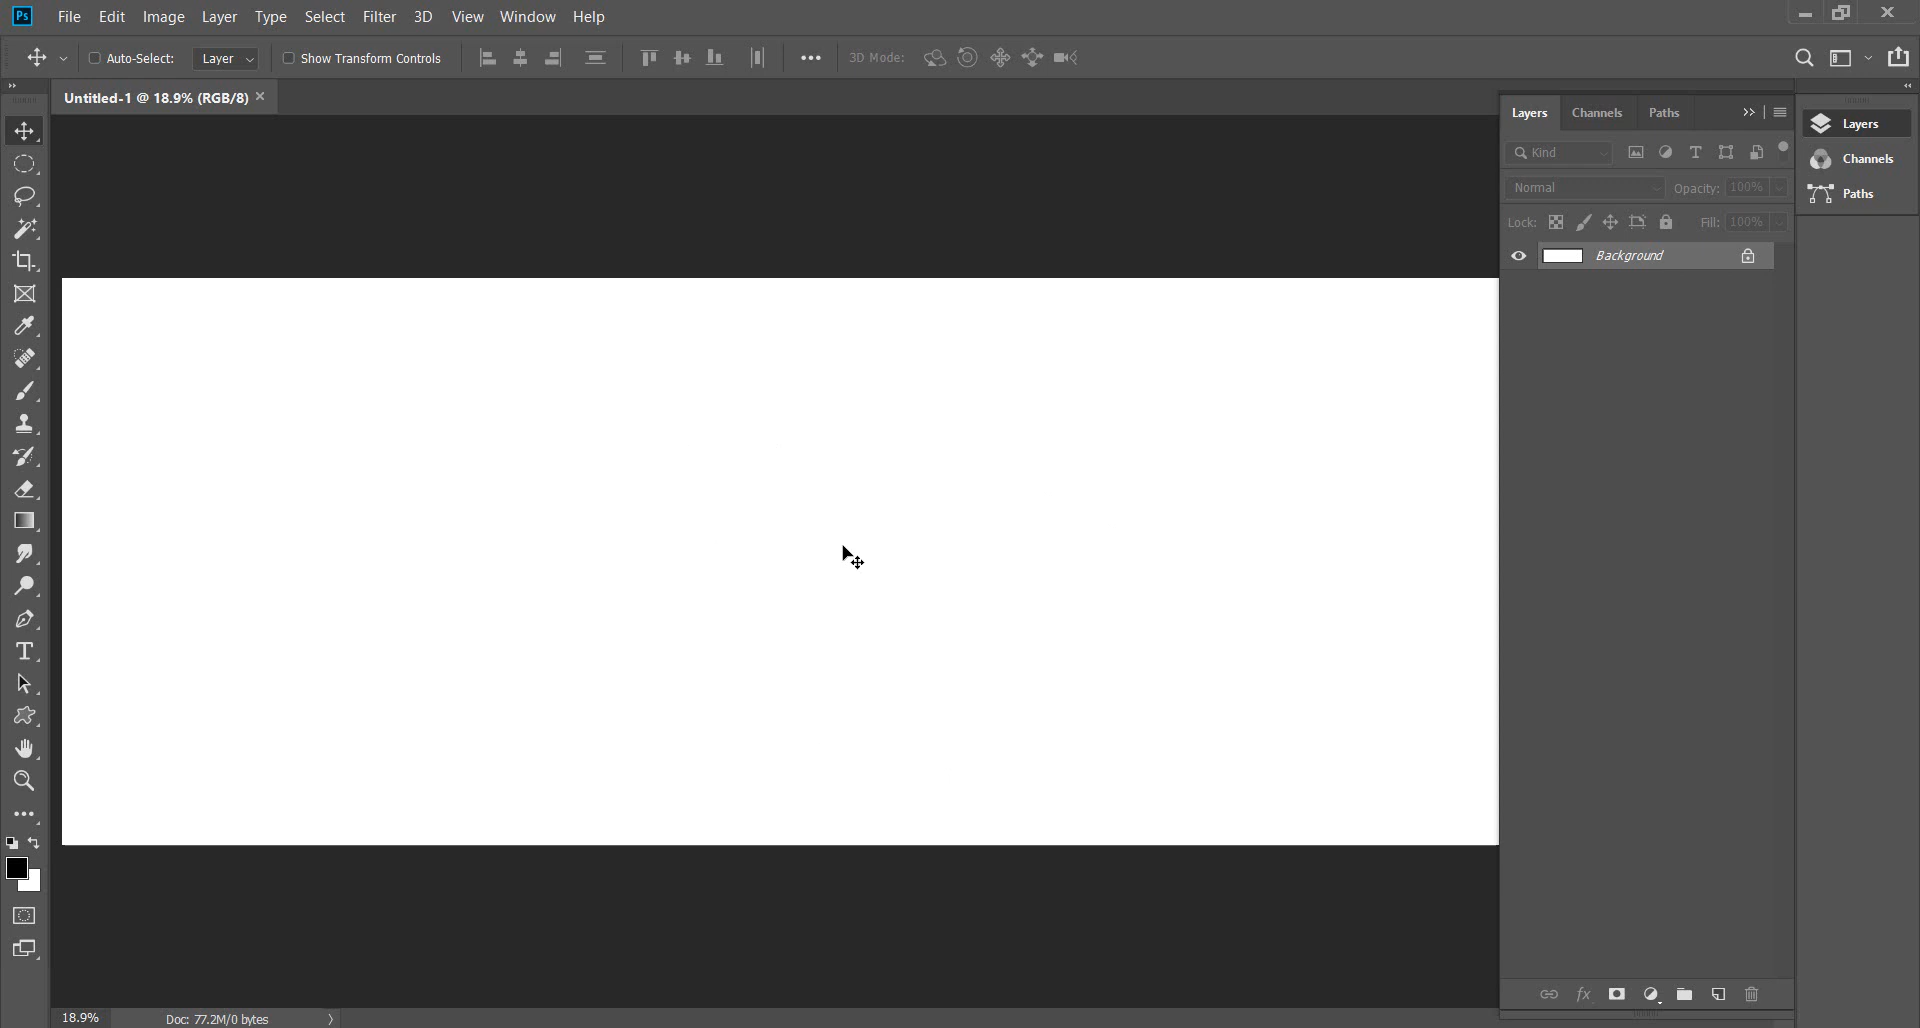 Ps File Edit Image Layer Type Select Filter 3D View Window Help
Auto-Select: Layer Show Transform Controls 3D Mode:
Untitled-1 @ 18.9% (RGB/8)
Layers Channels Paths
Kind
Normal Opacity: 100%
Lock: Fill: 100%
Background
Layers
Channels
Paths
T
fx
18.9% Doc: 77.2M/0 bytes